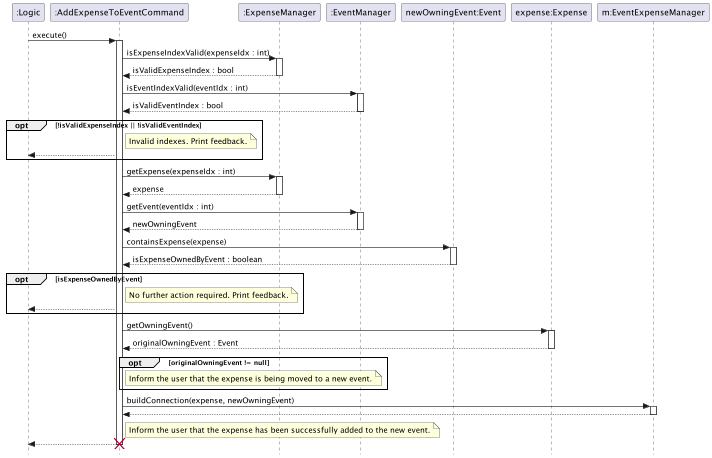 :Logic
:AddExpenseToEventCommand
:ExpenseManager
:EventManager
newOwningEvent:Event
expense:Expense
m:EventExpenseManager
execute()
isExpenseIndexValid(expenseIdx : int)
isValidExpenseIndex : bool
isEventIndexValid(eventIdx : int)
isValidEventIndex : bool
opt [!isValidExpenseIndex || !isValidEventIndex]
Invalid indexes. Print feedback.
getExpense(expenseIdx : int)
expense
getEvent(eventIdx : int)
newOwningEvent
containsExpense(expense)
isExpenseOwnedByEvent : boolean
opt [isExpenseOwnedByEvent]
No further action required. Print feedback.
getOwningEvent()
originalOwningEvent : Event
opt [originalOwningEvent != null]
Inform the user that the expense is being moved to a new event.
buildConnection(expense, newOwningEvent)
Inform the user that the expense has been successfully added to the new event.